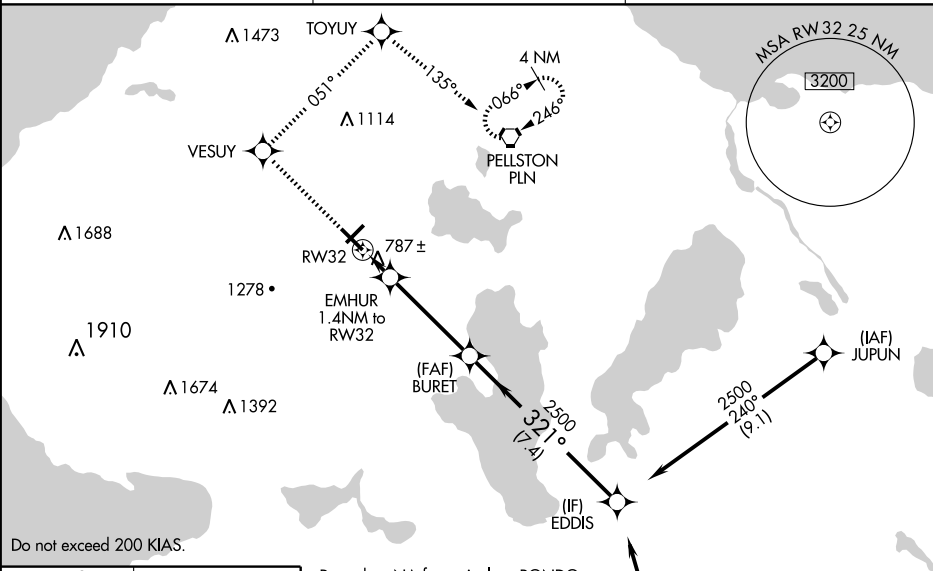 1473
TOYUY
4 NM
MSA RW32 25 NM
3200
051°
135°
066°
246°
1114
VESUY
PELLSTON
PLN
1688
RW32
787±
1278
EMHUR
1.4NM to
RW32
1910
(FAF)
BURET
(IAF)
JUPUN
1674
1392
2500
321°
(7.4)
2500
240°
(9.1)
(IF)
EDDIS
Do not exceed 200 KIAS.